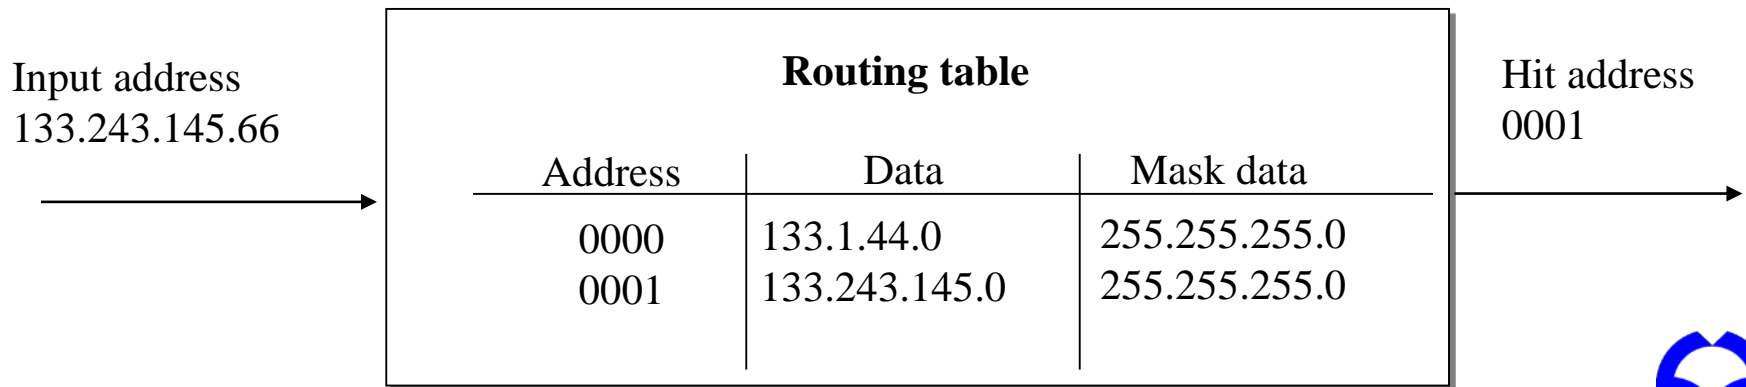 Input address
133.243.145.66
Routing table
Address Data Mask data
0000 133.1.44.0 255.255.255.0
0001 133.243.145.0 255.255.255.0
Hit address
0001